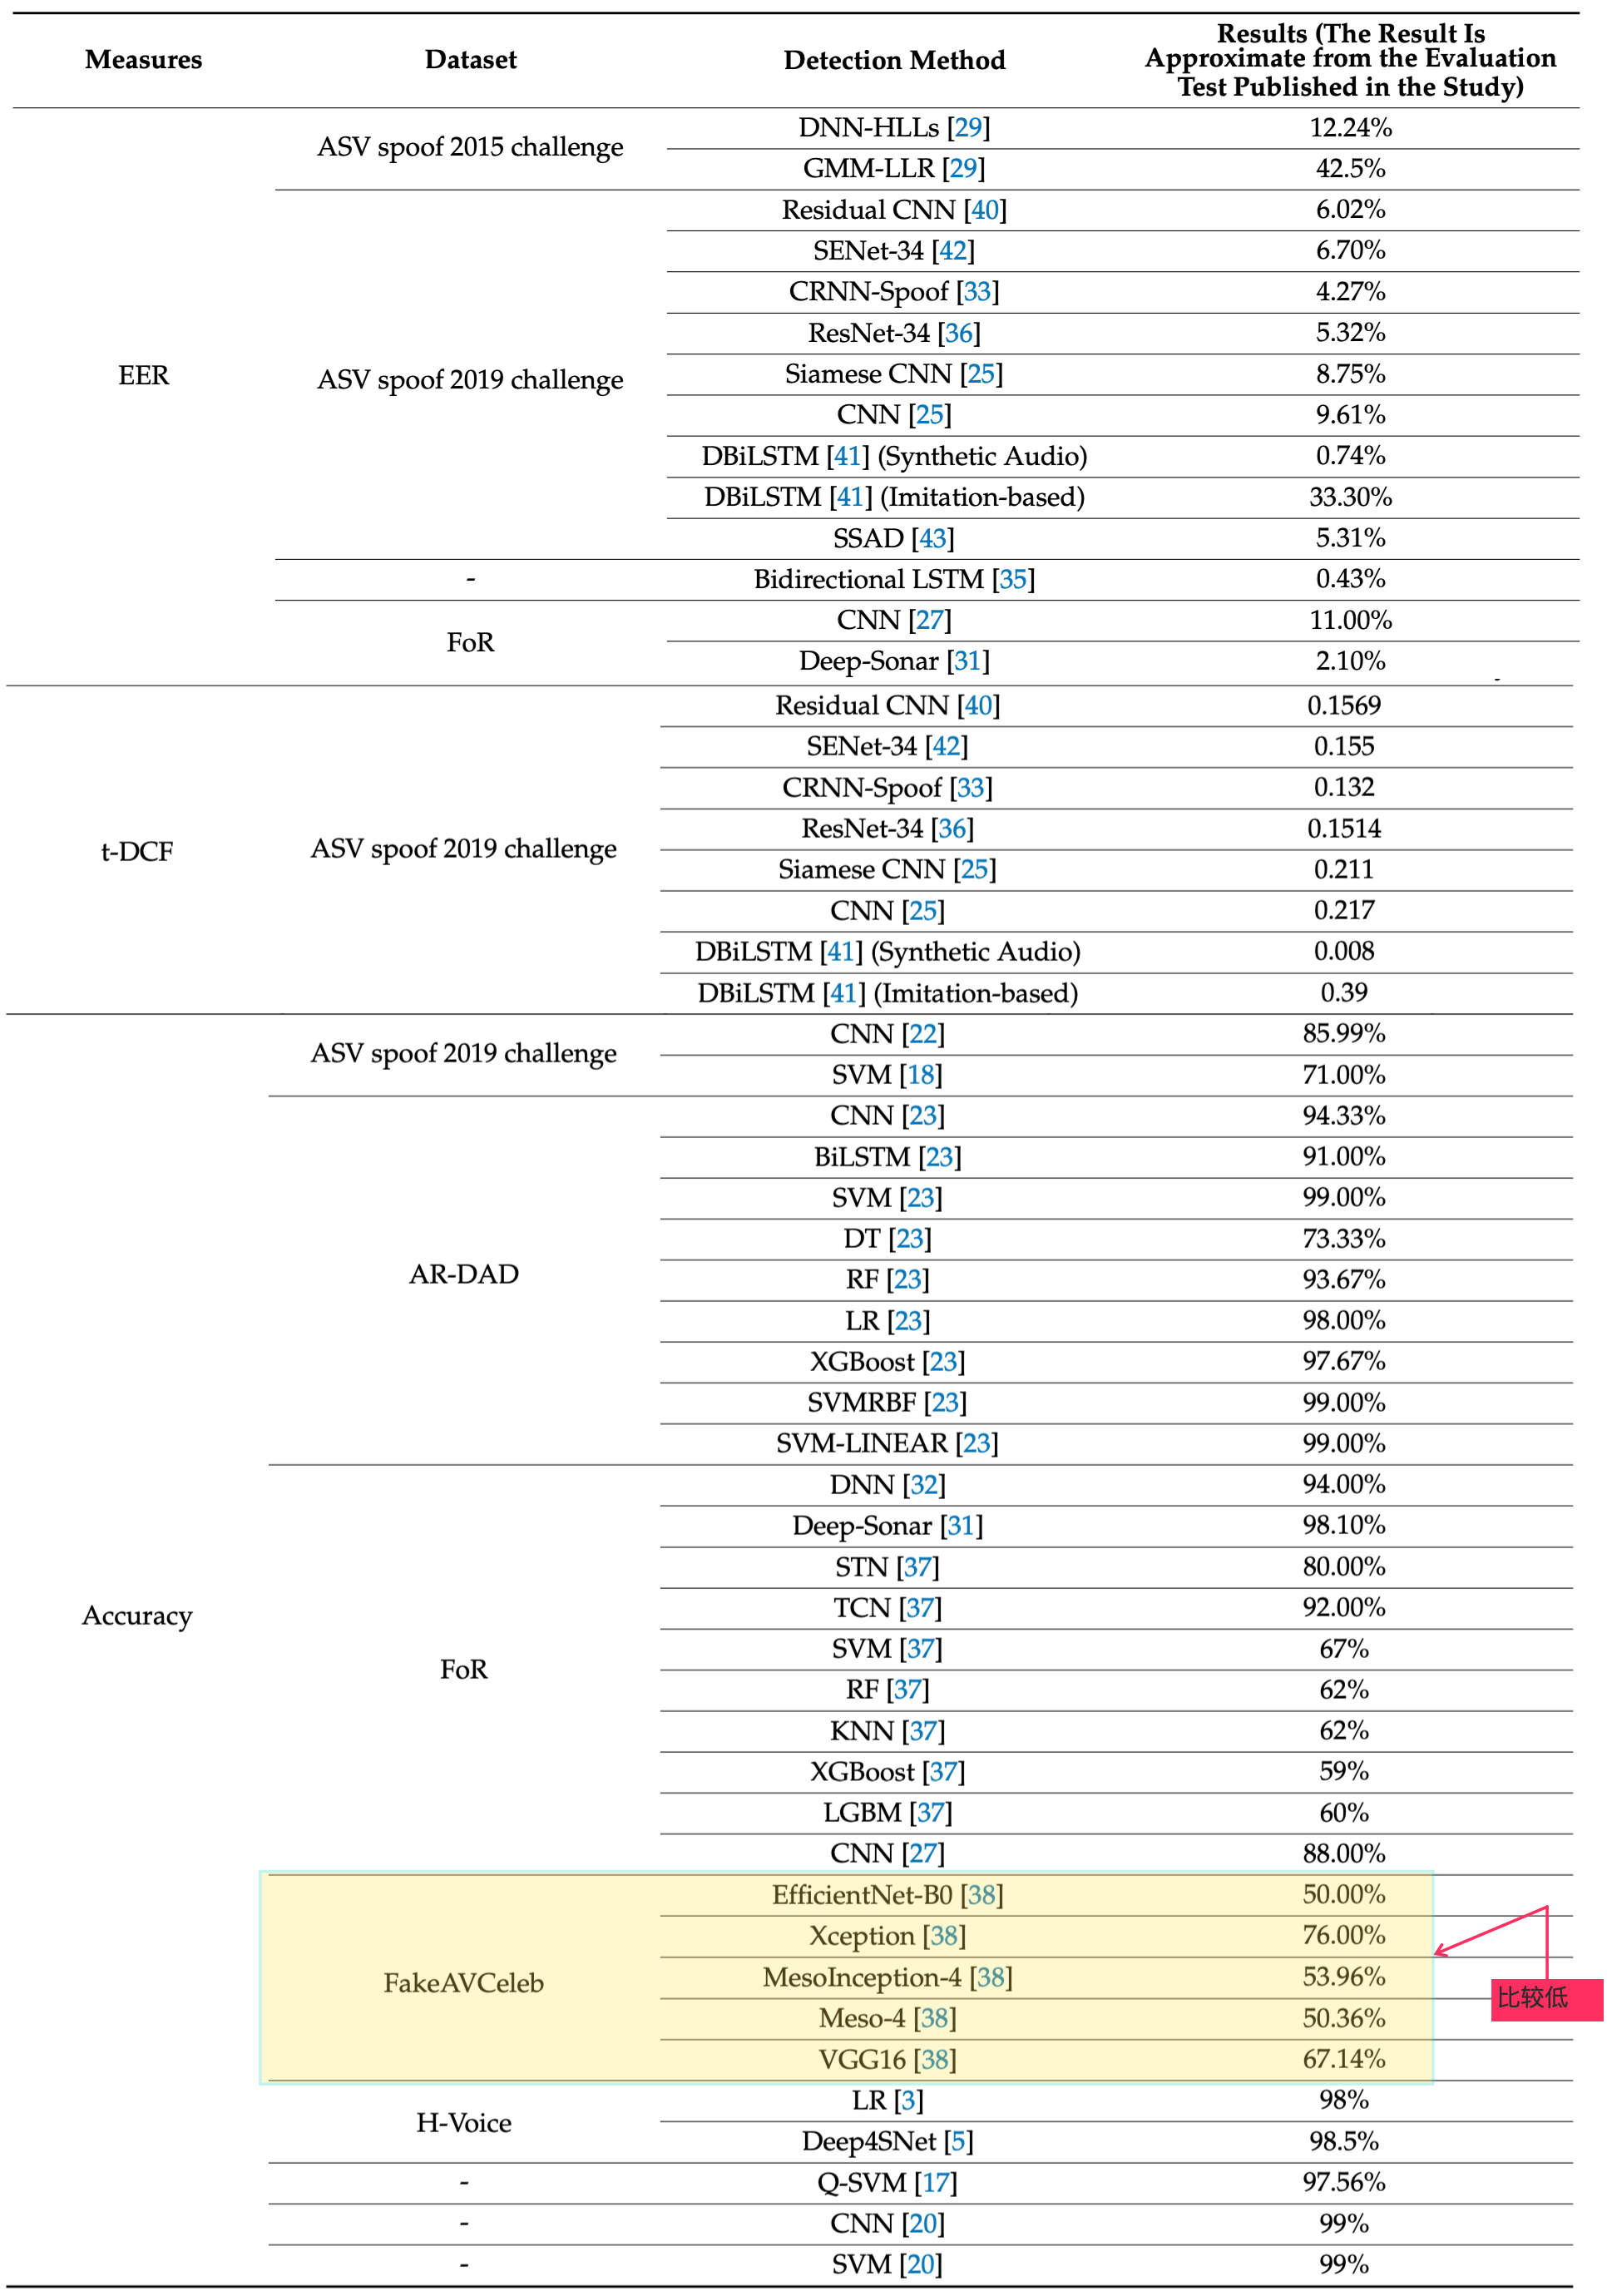 Measures Dataset Detection Method Results (The Result Is
Approximate from the Evaluation
Test Published in the Study)
EER ASV spoof 2015 challenge DNN-HLLs [29] 12.24%
GMM-LLR [29] 42.5%
ASV spoof 2019 challenge Residual CNN [40] 6.02%
SENet-34 [42] 6.70%
CRNN-Spoof [33] 4.27%
ResNet-34 [36] 5.32%
Siamese CNN [25] 8.75%
CNN [25] 9.61%
DBiLSTM [41] (Synthetic Audio) 0.74%
DBiLSTM [41] (Imitation-based) 33.30%
SSAD [43] 5.31%
- Bidirectional LSTM [35] 0.43%
FoR CNN [27] 11.00%
Deep-Sonar [31] 2.10%
t-DCF ASV spoof 2019 challenge Residual CNN [40] 0.1569
SENet-34 [42] 0.155
CRNN-Spoof [33] 0.132
ResNet-34 [36] 0.1514
Siamese CNN [25] 0.211
CNN [25] 0.217
DBiLSTM [41] (Synthetic Audio) 0.008
DBiLSTM [41] (Imitation-based) 0.39
Accuracy ASV spoof 2019 challenge CNN [22] 85.99%
SVM [18] 71.00%
AR-DAD CNN [23] 94.33%
BiLSTM [23] 91.00%
SVM [23] 99.00%
DT [23] 73.33%
RF [23] 93.67%
LR [23] 98.00%
XGBoost [23] 97.67%
SVMRBF [23] 99.00%
SVM-LINEAR [23] 99.00%
FoR DNN [32] 94.00%
Deep-Sonar [31] 98.10%
STN [37] 80.00%
TCN [37] 92.00%
SVM [37] 67%
RF [37] 62%
KNN [37] 62%
XGBoost [37] 59%
LGBM [37] 60%
CNN [27] 88.00%
FakeAVCeleb EfficientNet-B0 [38] 50.00%
Xception [38] 76.00%
MesoInception-4 [38] 53.96%
比较低
Meso-4 [38] 50.36%
VGG16 [38] 67.14%
H-Voice LR [3] 98%
Deep4SNet [5] 98.5%
- Q-SVM [17] 97.56%
- CNN [20] 99%
- SVM [20] 99%